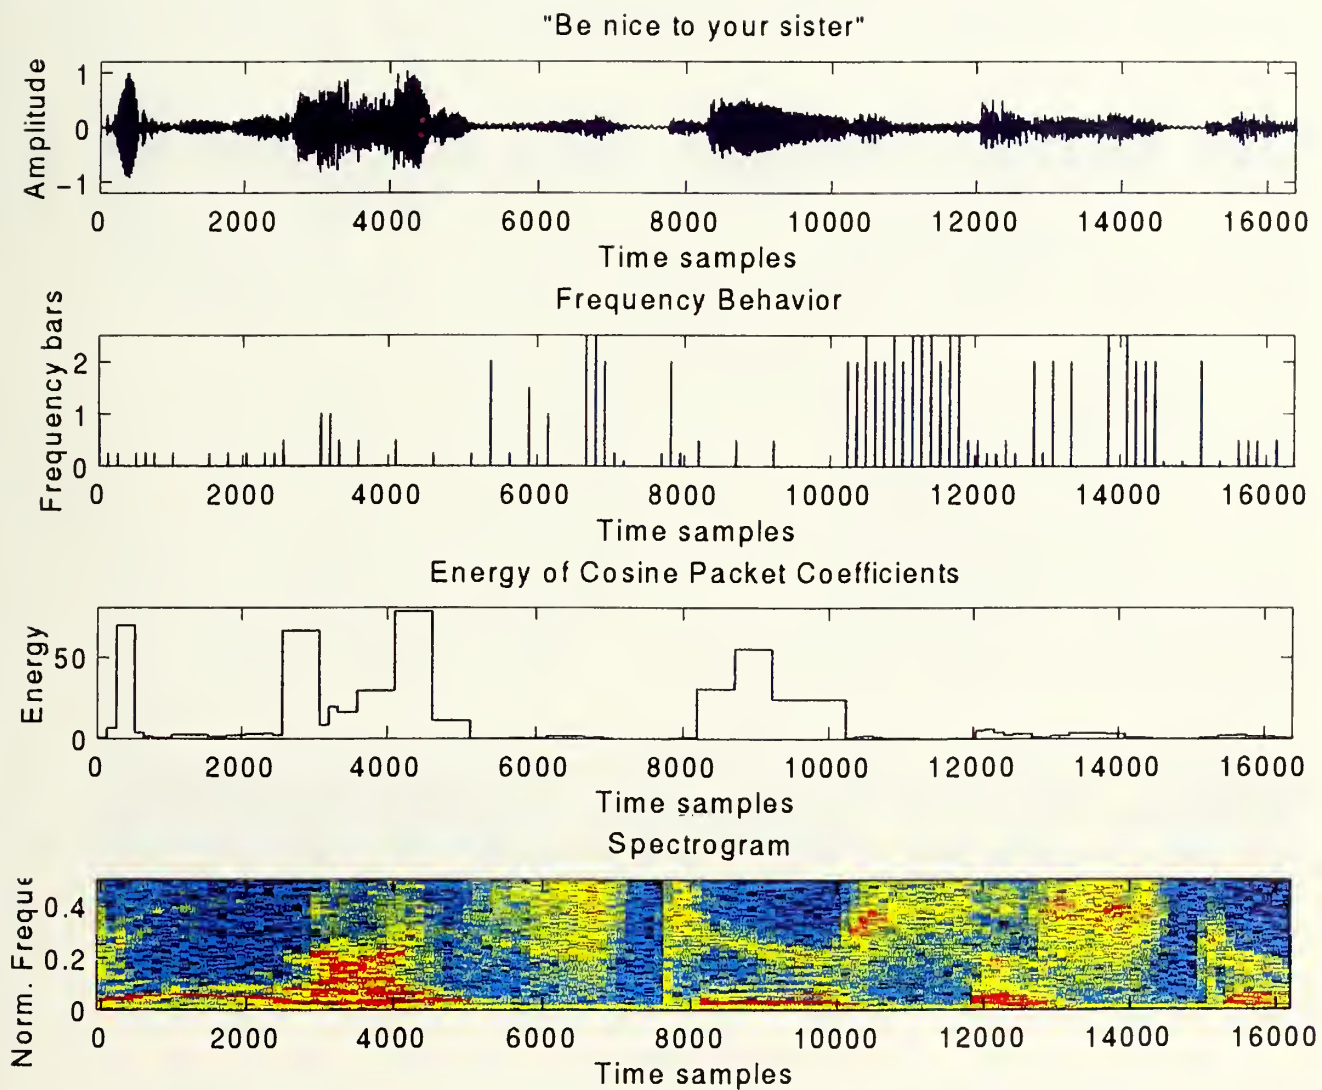 "Be nice to your sister"
Amplitude
1
0
-1
0 2000 4000 6000 8000 10000 12000 14000 16000
Time samples
Frequency Behavior
Frequency bars
2
1
0
0 2000 4000 6000 8000 10000 12000 14000 16000
Time samples
Energy of Cosine Packet Coefficients
Energy
50
0
0 2000 4000 6000 8000 10000 12000 14000 16000
Time samples
Spectrogram
Norm. Freque
0.4
0.2
0
0 2000 4000 6000 8000 10000 12000 14000 16000
Time samples